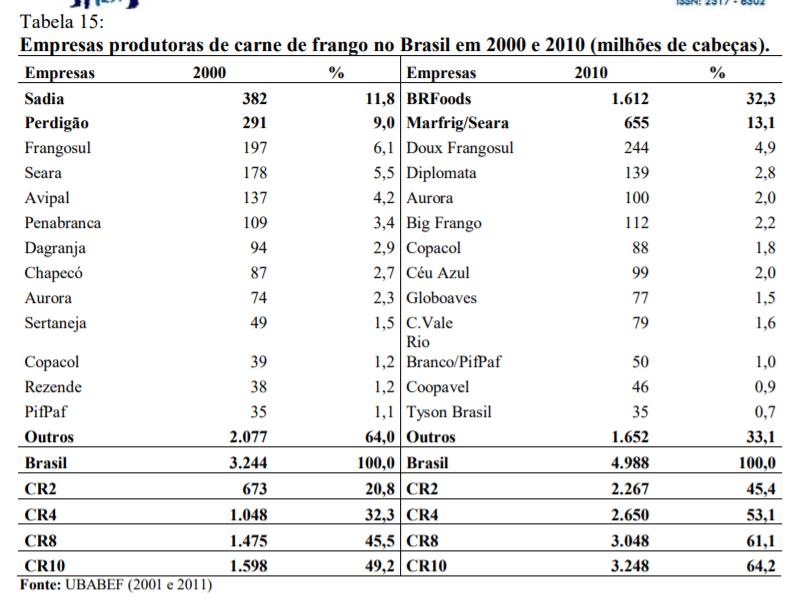 ISSN: 2317 - 8302
Tabela 15:
Empresas produtoras de carne de frango no Brasil em 2000 e 2010 (milhões de cabeças).
Empresas 2000 % Empresas 2010 %
Sadia 382 11,8 BRFoods 1.612 32,3
Perdigão 291 9,0 Marfrig/Seara 655 13,1
Frangosul 197 6,1 Doux Frangosul 244 4,9
Seara 178 5,5 Diplomata 139 2,8
Avipal 137 4,2 Aurora 100 2,0
Penabranca 109 3,4 Big Frango 112 2,2
Dagranja 94 2,9 Copacol 88 1,8
Chapecó 87 2,7 Céu Azul 99 2,0
Aurora 74 2,3 Globoaves 77 1,5
Sertaneja 49 1,5 C.Vale 79 1,6
Rio
Copacol 39 1,2 Branco/PifPaf 50 1,0
Rezende 38 1,2 Coopavel 46 0,9
PifPaf 35 1,1 Tyson Brasil 35 0,7
Outros 2.077 64,0 Outros 1.652 33,1
Brasil 3.244 100,0 Brasil 4.988 100,0
CR2 673 20,8 CR2 2.267 45,4
CR4 1.048 32,3 CR4 2.650 53,1
CR8 1.475 45,5 CR8 3.048 61,1
CR10 1.598 49,2 CR10 3.248 64,2
Fonte: UBABEF (2001 e 2011)